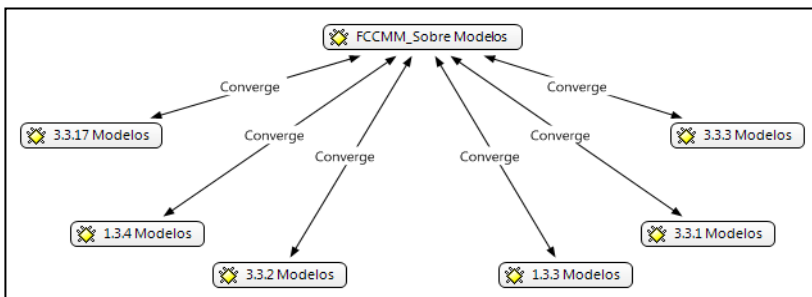 FCCMM_Sobre Modelos
Converge
3.3.17 Modelos
Converge
3.3.3 Modelos
Converge
Converge
Converge
Converge
1.3.4 Modelos
3.3.1 Modelos
3.3.2 Modelos
1.3.3 Modelos